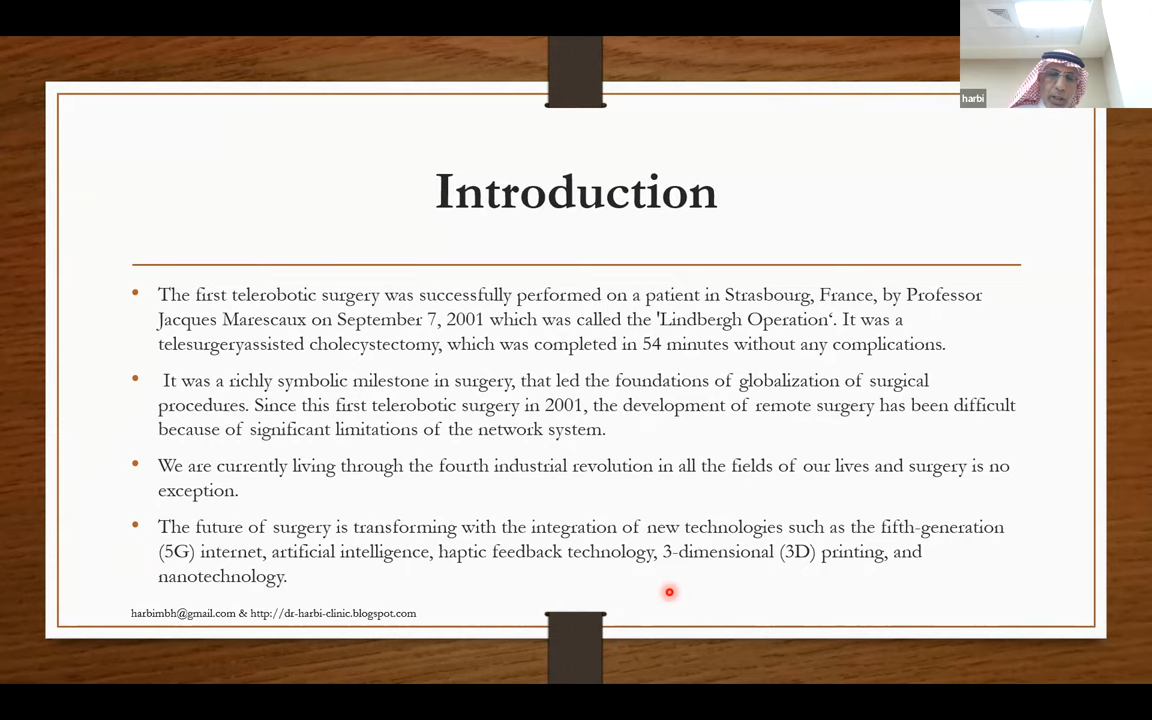 harbi
Introduction
• The first telerobotic surgery was successfully performed on a patient in Strasbourg, France, by Professor
Jacques Marescaux on September 7, 2001 which was called the 'Lindbergh Operation‘. It was a
telesurgeryassisted cholecystectomy, which was completed in 54 minutes without any complications.
• It was a richly symbolic milestone in surgery, that led the foundations of globalization of surgical
procedures. Since this first telerobotic surgery in 2001, the development of remote surgery has been difficult
because of significant limitations of the network system.
• We are currently living through the fourth industrial revolution in all the fields of our lives and surgery is no
exception.
• The future of surgery is transforming with the integration of new technologies such as the fifth-generation
(5G) internet, artificial intelligence, haptic feedback technology, 3-dimensional (3D) printing, and
nanotechnology.
harbimbh@gmail.com & http://dr-harbi-clinic.blogspot.com